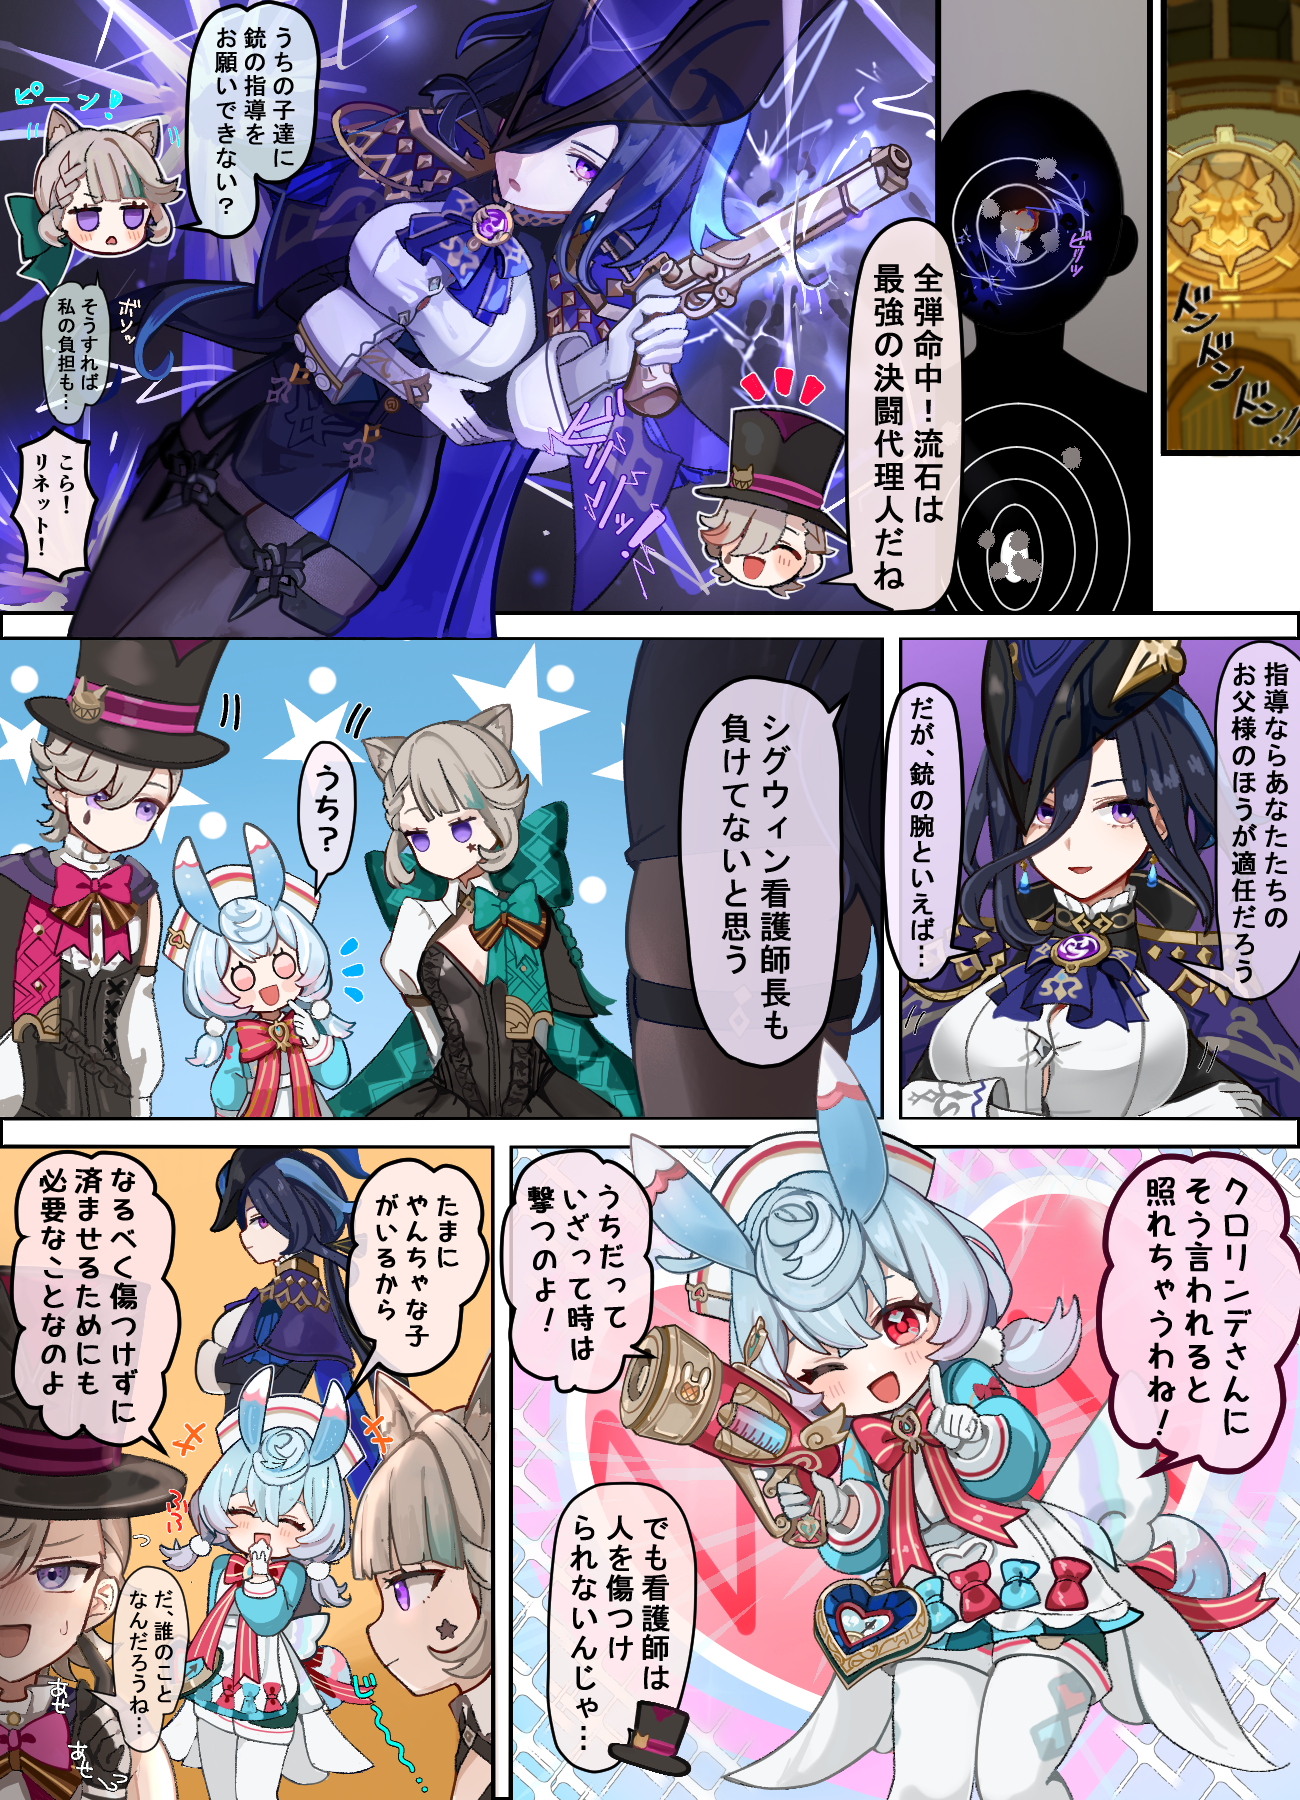 ドンドンドン!!
ビリッ
全弾命中！流石は
最強の決闘代理人だね
ビリビリッ!
うちの子達に
銃の指導を
お願いできない？
ピーン♪
そうすれば
私の負担も…
ボソッ
こら！
リネット！
指導ならあなたたちの
お父様のほうが適任だろう
だが、銃の腕といえば…
シグウィン看護師長も
負けてないと思う
うち？
クロリンデさんに
そう言われると
照れちゃうわね！
うちだって
いざって時は
撃つのよ！
でも看護師は
人を傷つけ
られないんじゃ…
たまに
やんちゃな子
がいるから
なるべく傷つけずに
済ませるためにも
必要なことなのよ
ふふふっ
だ、誰のこと
なんだろうね…
あせ
あせっ
じーーー…